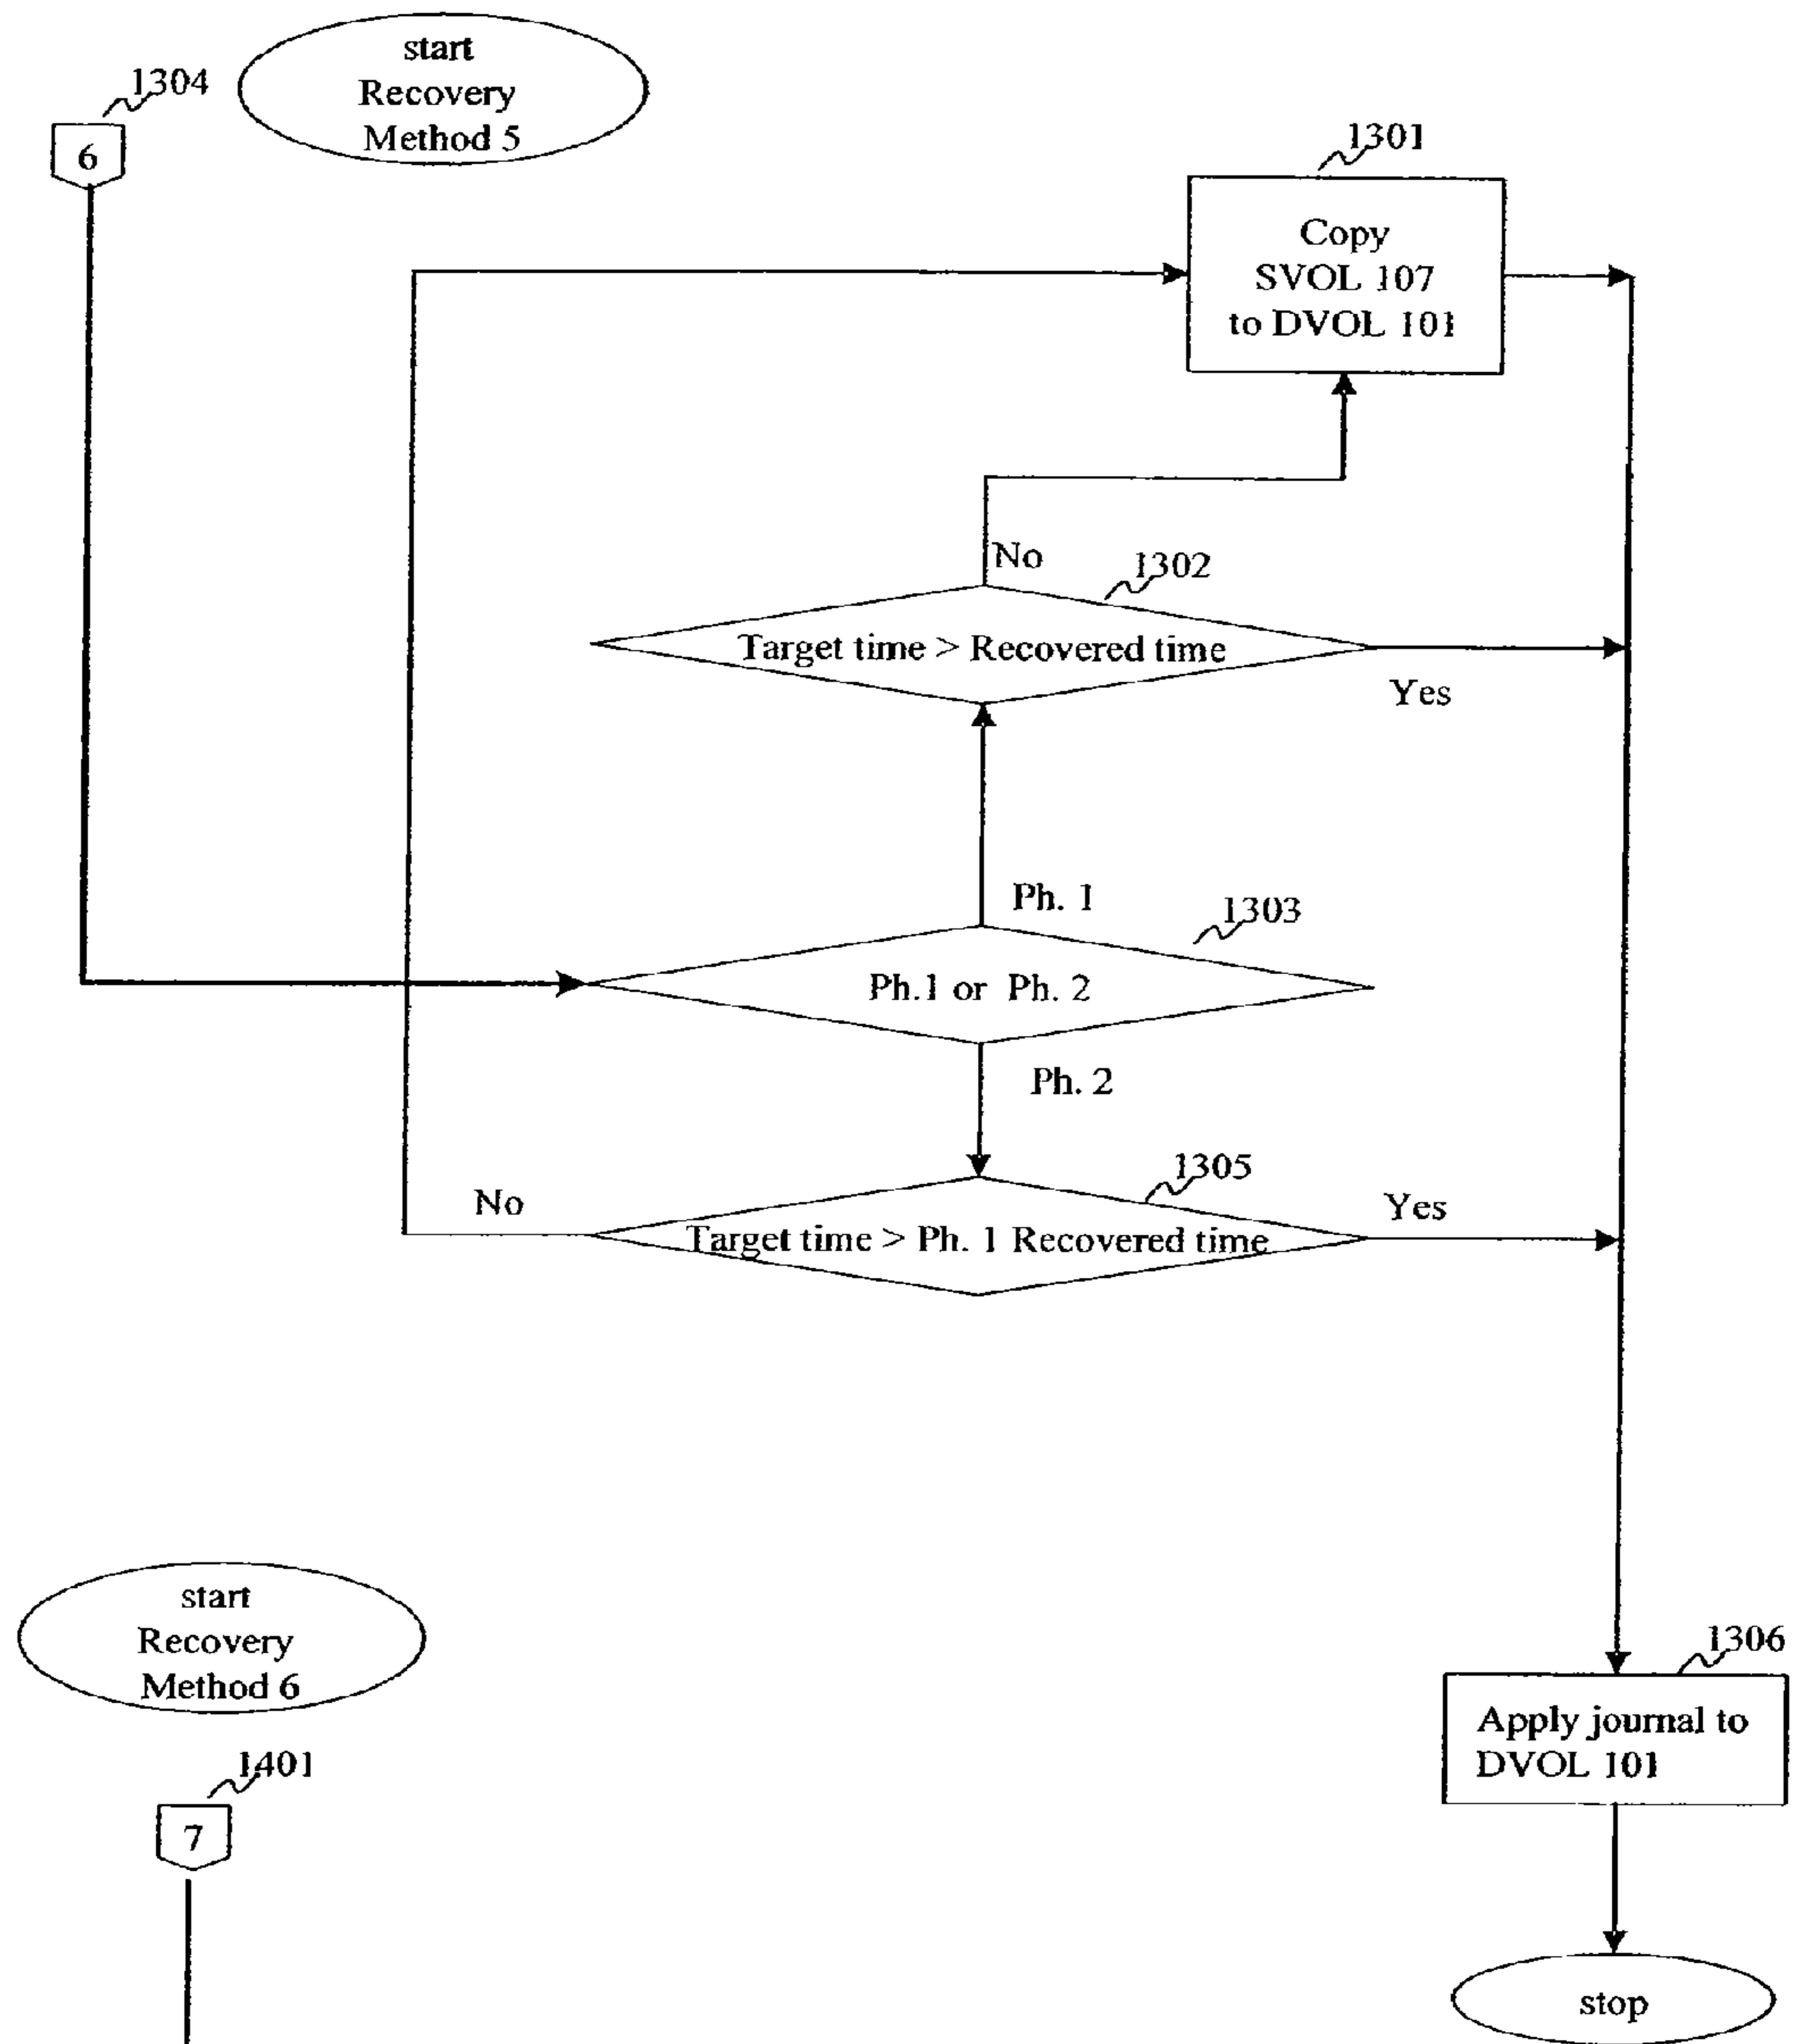 start
Recovery
Method 5
1304
6
1301
Copy
SVOL 107
to DVOL 101
No
1302
Target time > Recovered time
Yes
Ph. 1
1303
Ph.1 or Ph. 2
Ph. 2
1305
No
Yes
Target time > Ph. 1 Recovered time
start
Recovery
Method 6
1306
Apply journal to
DVOL 101
1401
7
stop